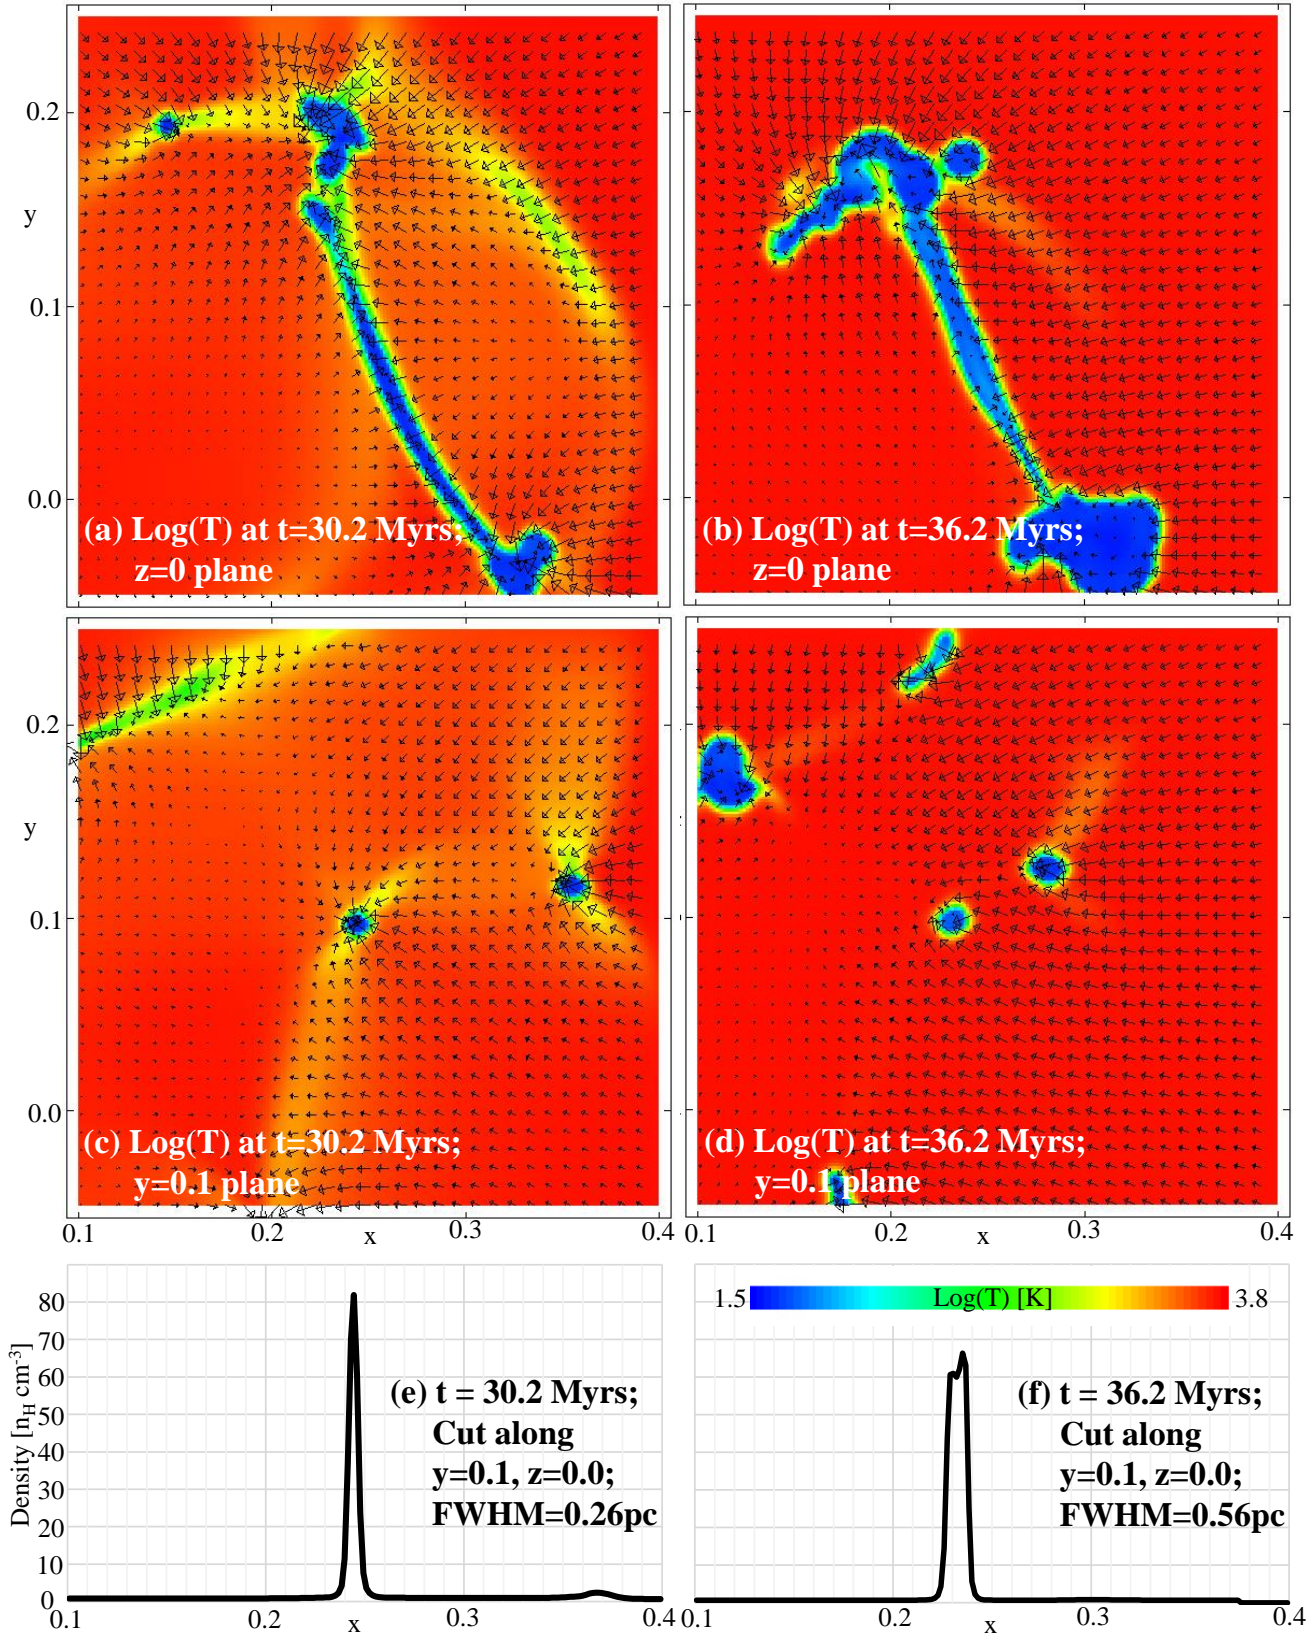 0.2
y
0.1
0.0
(a) Log(T) at t=30.2 Myrs;
z=0 plane
(b) Log(T) at t=36.2 Myrs;
z=0 plane
0.2
y
0.1
0.0
(c) Log(T) at t=30.2 Myrs;
y=0.1 plane
(d) Log(T) at t=36.2 Myrs;
y=0.1 plane
0.1 0.2 x 0.3 0.4
0.1 0.2 x 0.3 0.4
80
70
60
50
40
30
20
10
0
Density [n_H cm^-3]
(e) t = 30.2 Myrs;
Cut along
y=0.1, z=0.0;
FWHM=0.26pc
0.1 0.2 x 0.3 0.4
1.5 Log(T) [K] 3.8
(f) t = 36.2 Myrs;
Cut along
y=0.1, z=0.0;
FWHM=0.56pc
0.1 0.2 x 0.3 0.4